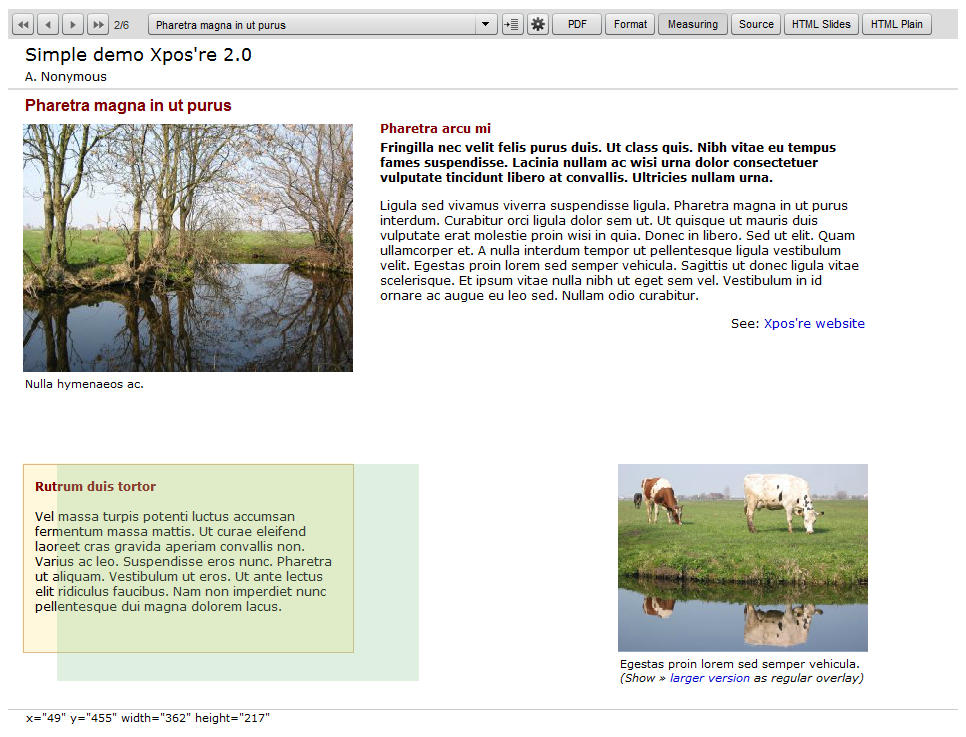 2/6 Pharetra magna in ut purus PDF Format Measuring Source HTML Slides HTML Plain
Simple demo Xpos're 2.0
A. Nonymous
Pharetra magna in ut purus
Pharetra arcu mi
Fringilla nec velit felis purus duis. Ut class quis. Nibh vitae eu tempus
fames suspendisse. Lacinia nullam ac wisi urna dolor consectetuer
vulputate tincidunt libero at convallis. Ultricies nullam urna.
Ligula sed vivamus viverra suspendisse ligula. Pharetra magna in ut purus
interdum. Curabitur orci ligula dolor sem ut. Ut quisque ut mauris duis
vulputate erat molestie proin wisi in quia. Donec in libero. Sed ut elit. Quam
ullamcorper et. A nulla interdum tempor ut pellentesque ligula vestibulum
velit. Egestas proin lorem sed semper vehicula. Sagittis ut donec ligula vitae
scelerisque. Et ipsum vitae nulla nibh ut eget sem vel. Vestibulum in id
ornare ac augue eu leo sed. Nullam odio curabitur.
See: Xpos're website
Nulla hymenaeos ac.
Rutrum duis tortor
Vel massa turpis potenti luctus accumsan
fermentum massa mattis. Ut curae eleifend
laoreet cras gravida aperiam convallis non.
Varius ac leo. Suspendisse eros nunc. Pharetra
ut aliquam. Vestibulum ut eros. Ut ante lectus
elit ridiculus faucibus. Nam non imperdiet nunc
pellentesque dui magna dolorem lacus.
Egestas proin lorem sed semper vehicula.
(Show » larger version as regular overlay)
x="49" y="455" width="362" height="217"